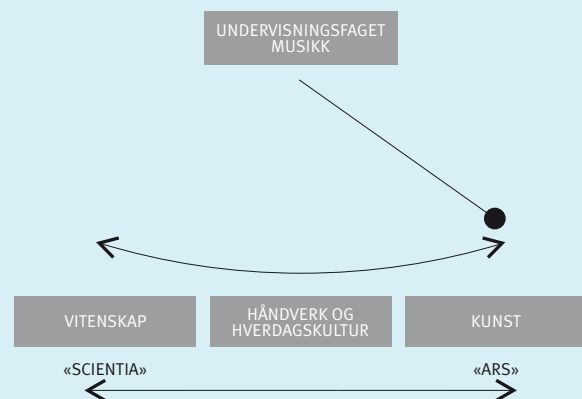 UNDERVISNINGSFAGET
MUSIKK
VITENSKAP
HÅNDVERK OG
HVERDAGSKULTUR
KUNST
«SCIENTIA»
«ARS»